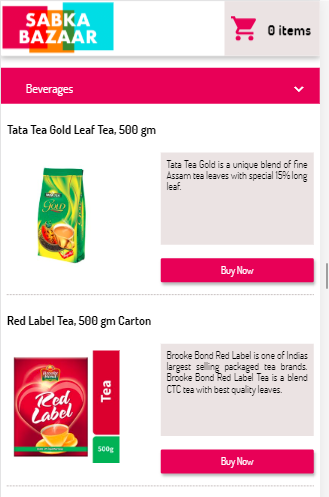 SABKA
BAZAAR
0 items
Beverages
Tata Tea Gold Leaf Tea, 500 gm
Tata Tea Gold is a unique blend of fine
Assam tea leaves with special 15% long
leaf.
GOLD
Buy Now
Red Label Tea, 500 gm Carton
Brooke Bond Red Label is one of Indias
largest selling packaged tea brands.
Brooke Bond Red Label Tea is a blend
CTC tea with best quality leaves.
Red
Label
Tea
500g
Buy Now